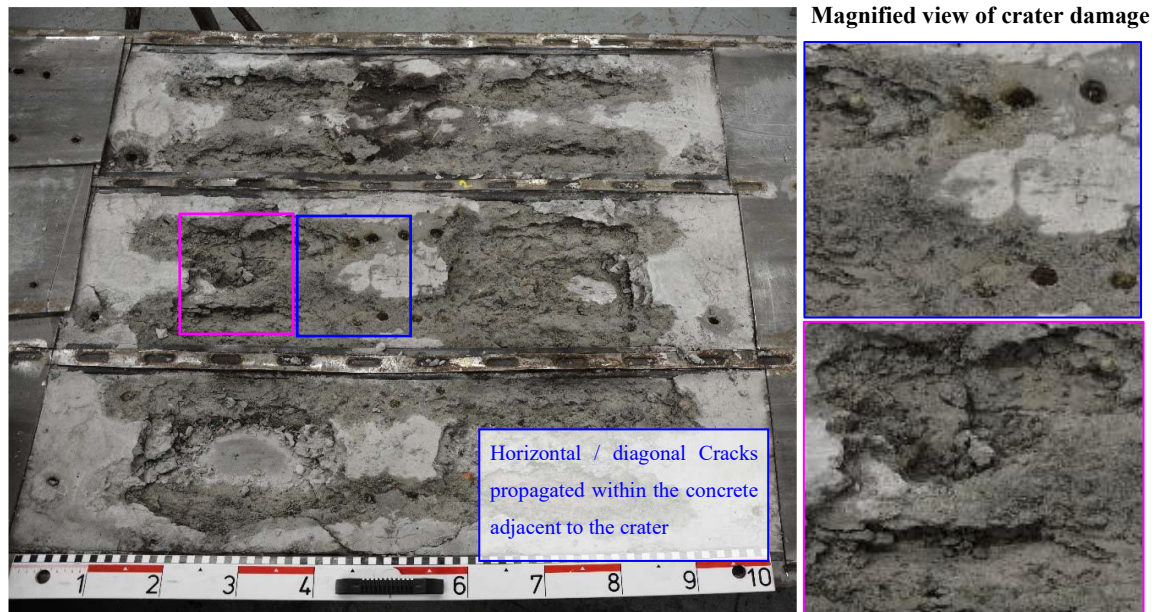 Magnified view of crater damage
Horizontal / diagonal Cracks
propagated within the concrete
adjacent to the crater
1 2 3 4 6 7 8 9 10